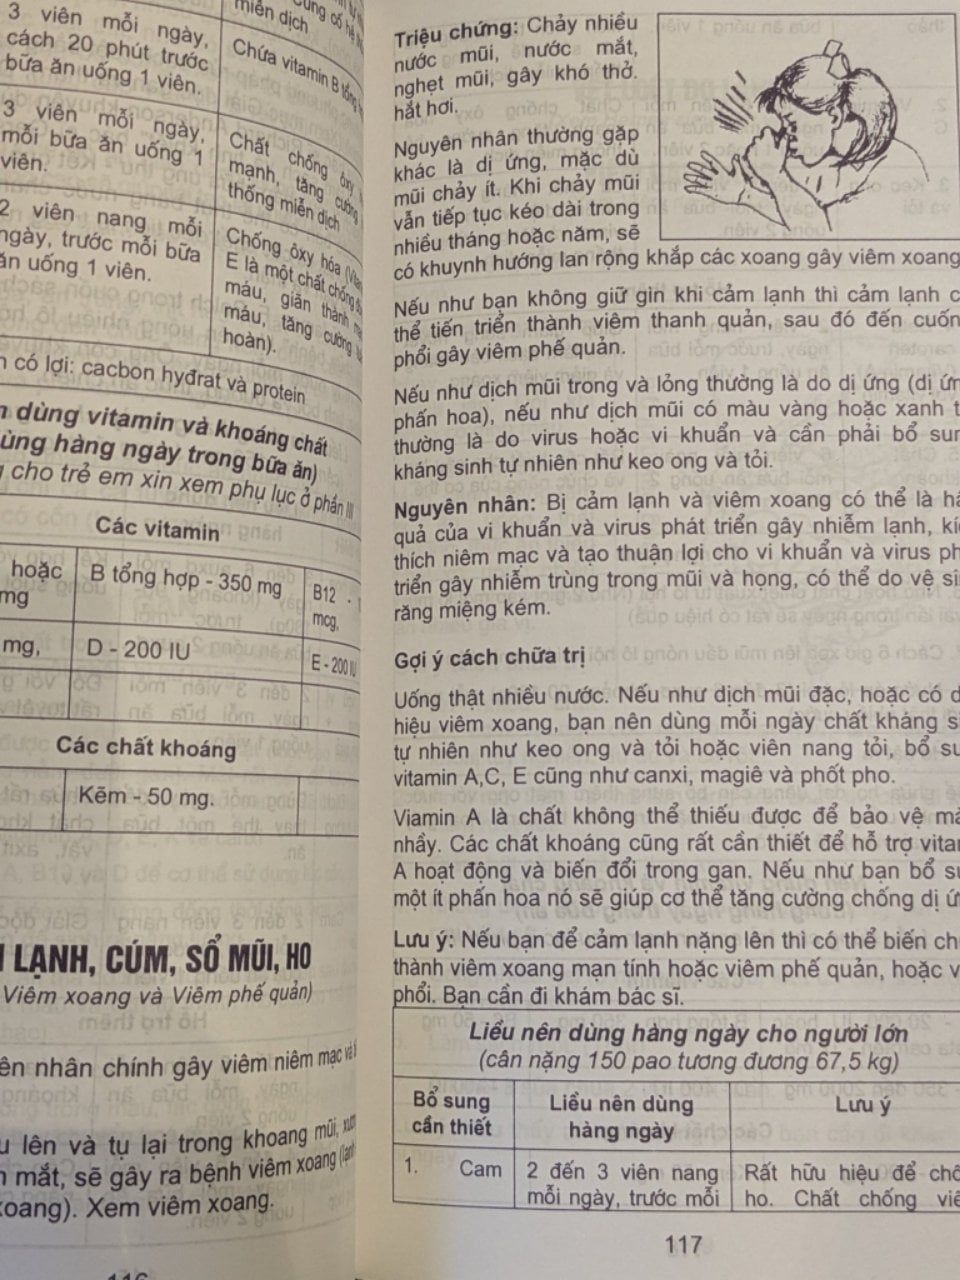 miễn dịch
3 viên mỗi ngày,
cách 20 phút trước
bữa ăn uống 1 viên.
Chứa vitamin B tổng
3 viên mỗi ngày,
mỗi bữa ăn uống 1
viên.
Chất chống ôxy
mạnh, tăng cường
thống miễn dịch
2 viên nang mỗi
ngày, trước mỗi bữa
ăn uống 1 viên.
Chống ôxy hóa
E là một chất chống
máu, giãn thành
máu, tăng cường
hoàn).
có lợi: cacbon hyđrat và protein
dùng vitamin và khoáng chất
hàng ngày trong bữa ăn)
cho trẻ em xin xem phụ lục ở phần III
Các vitamin
hoặc
mg
B tổng hợp - 350 mg
B12 -
mcg,
mg,
D - 200 IU
E - 200 IU
Các chất khoáng
Kẽm - 50 mg.
LẠNH, CÚM, SỔ MŨI, HO
Viêm xoang và Viêm phế quản)
nhân chính gây viêm niêm mạc và
lên và tụ lại trong khoang mũi,
mắt, sẽ gây ra bệnh viêm xoang
xoang). Xem viêm xoang.
116
Triệu chứng: Chảy nhiều
nước mũi, nước mắt,
nghẹt mũi, gây khó thở.
hắt hơi.
Nguyên nhân thường gặp
khác là dị ứng, mặc dù
mũi chảy ít. Khi chảy mũi
vẫn tiếp tục kéo dài trong
nhiều tháng hoặc năm, sẽ
có khuynh hướng lan rộng khắp các xoang gây viêm xoang
Nếu như bạn không giữ gìn khi cảm lạnh thì cảm lạnh
thể tiến triển thành viêm thanh quản, sau đó đến cuống
phổi gây viêm phế quản.
Nếu như dịch mũi trong và lỏng thường là do dị ứng (dị ứng
phấn hoa), nếu như dịch mũi có màu vàng hoặc xanh
thường là do virus hoặc vi khuẩn và cần phải bổ sung
kháng sinh tự nhiên như keo ong và tỏi.
Nguyên nhân: Bị cảm lạnh và viêm xoang có thể là
quả của vi khuẩn và virus phát triển gây nhiễm lạnh,
thích niêm mạc và tạo thuận lợi cho vi khuẩn và virus
triển gây nhiễm trùng trong mũi và họng, có thể do vệ
răng miệng kém.
Gợi ý cách chữa trị
Uống thật nhiều nước. Nếu như dịch mũi đặc, hoặc có
hiệu viêm xoang, bạn nên dùng mỗi ngày chất kháng
tự nhiên như keo ong và tỏi hoặc viên nang tỏi, bổ
vitamin A,C, E cũng như canxi, magiê và phốt pho.
Viamin A là chất không thể thiếu được để bảo vệ
nhầy. Các chất khoáng cũng rất cần thiết để hỗ trợ
A hoạt động và biến đổi trong gan. Nếu như bạn bổ
một ít phấn hoa nó sẽ giúp cơ thể tăng cường chống dị
Lưu ý: Nếu bạn để cảm lạnh nặng lên thì có thể biến
thành viêm xoang mạn tính hoặc viêm phế quản, hoặc
phổi. Bạn cần đi khám bác sĩ.
Liều nên dùng hàng ngày cho người lớn
(cân nặng 150 pao tương đương 67,5 kg)
Bổ sung
cần thiết
Liều nên dùng
hàng ngày
Lưu ý
1. Cam
2 đến 3 viên nang
mỗi ngày, trước mỗi
Rất hữu hiệu để
ho. Chất chống
117